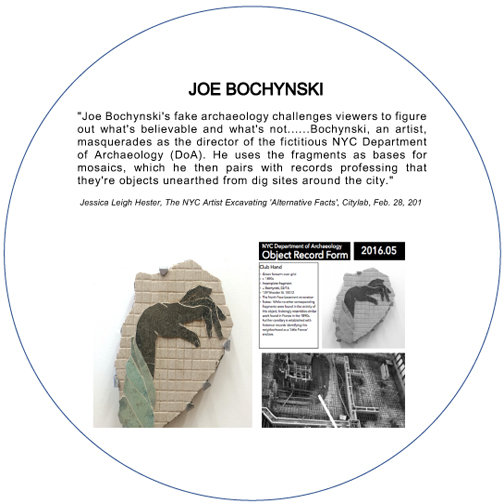 JOE BOCHYNSKI
"Joe Bochynski's fake archaeology challenges viewers to figure
out what's believable and what's not......Bochynski, an artist,
masquerades as the director of the fictitious NYC Department
of Archaeology (DoA). He uses the fragments as bases for
mosaics, which he then pairs with records professing that
they're objects unearthed from dig sites around the city."
Jessica Leigh Hester, The NYC Artist Excavating 'Alternative Facts', Citylab, Feb. 28, 201
NYC Department of Archaeology
Object Record Form
2016.05
Club Hand